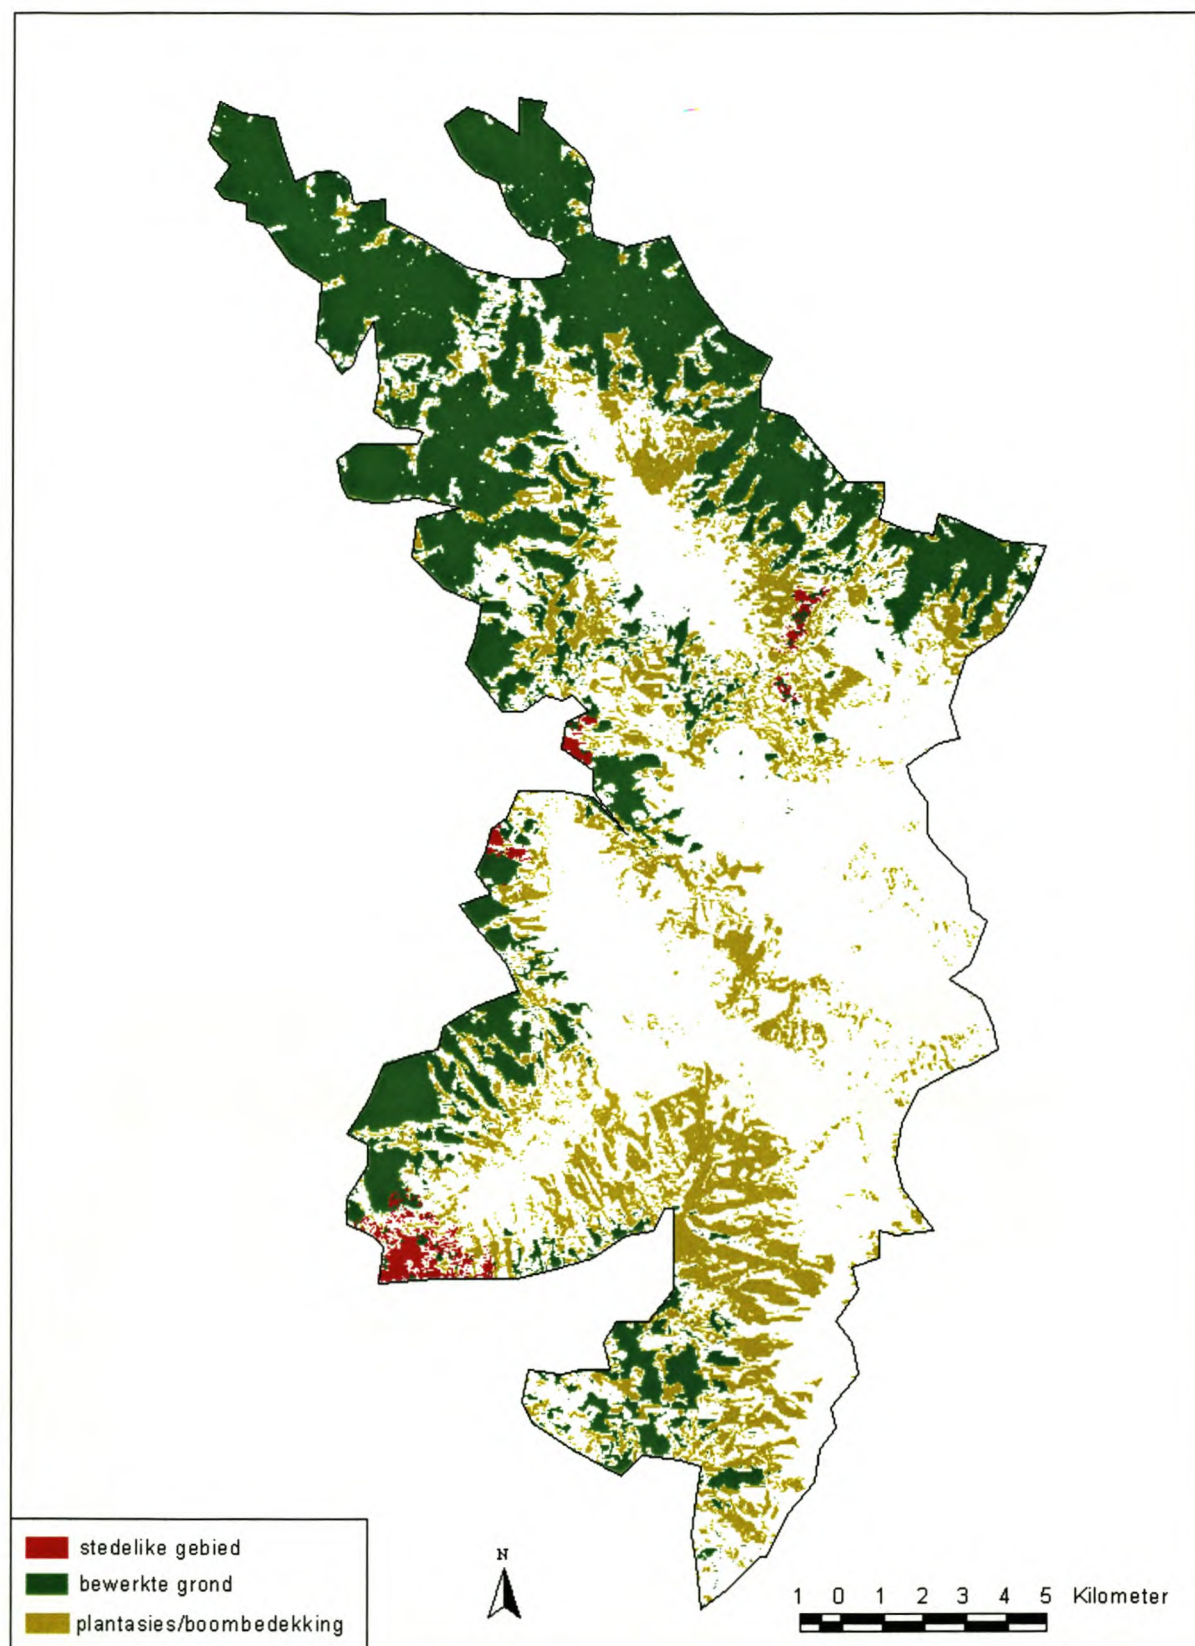 stedelike gebied
bewerkte grond
plantasies/boombedekking
N
1 0 1 2 3 4 5 Kilometer